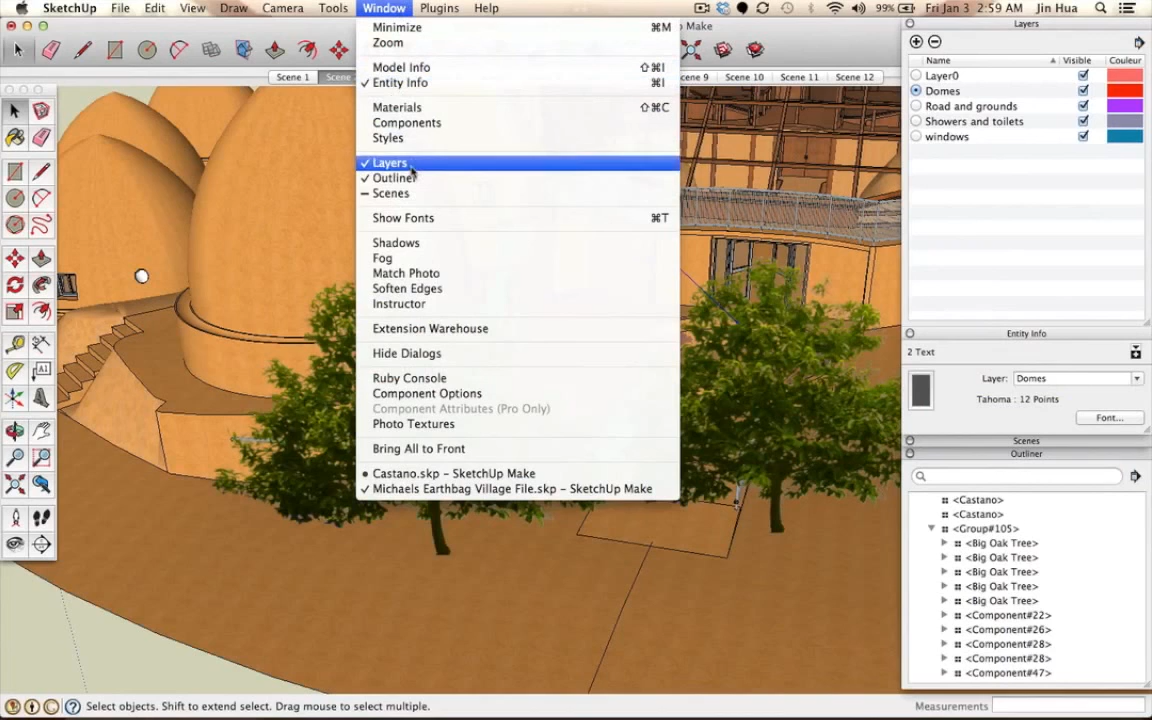 SketchUp File Edit View Draw Camera Tools Window Plugins Help 99% Fri Jan 3 2:59 AM Jin Hua
Minimize ⌘M
Zoom
Model Info ⇧⌘I
✓ Entity Info ⌘I
Materials ⇧⌘C
Components
Styles
✓ Layers
✓ Outliner
Scenes
Show Fonts ⌘T
Shadows
Fog
Match Photo
Soften Edges
Instructor
Extension Warehouse
Hide Dialogs
Ruby Console
Component Options
Component Attributes (Pro Only)
Photo Textures
Bring All to Front
• Castano.skp – SketchUp Make
✓ Michaels Earthbag Village File.skp – SketchUp Make
Make
Scene 1 Scene
cene 9 Scene 10 Scene 11 Scene 12
A1
Layers
Name Visible Couleur
Layer0
Domes
Road and grounds
Showers and toilets
windows
Entity Info
2 Text
Layer: Domes
Tahoma : 12 Points
Font...
Scenes
Outliner
<Castano>
<Castano>
<Group#105>
<Big Oak Tree>
<Big Oak Tree>
<Big Oak Tree>
<Big Oak Tree>
<Big Oak Tree>
<Component#22>
<Component#26>
<Component#28>
<Component#28>
<Component#47>
Select objects. Shift to extend select. Drag mouse to select multiple. Measurements